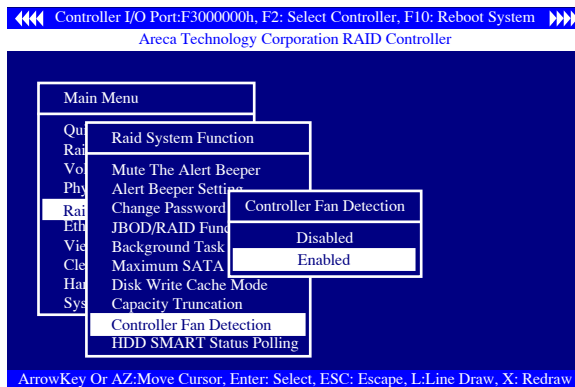 Controller I/O Port:F3000000h, F2: Select Controller, F10: Reboot System
Areca Technology Corporation RAID Controller
Main Menu
Raid System Function
Mute The Alert Beeper
Alert Beeper Setting
Change Password
JBOD/RAID Func
Background Task
Maximum SATA
Disk Write Cache Mode
Capacity Truncation
Controller Fan Detection
HDD SMART Status Polling
Controller Fan Detection
Disabled
Enabled
ArrowKey Or AZ:Move Cursor, Enter: Select, ESC: Escape, L:Line Draw, X: Redraw